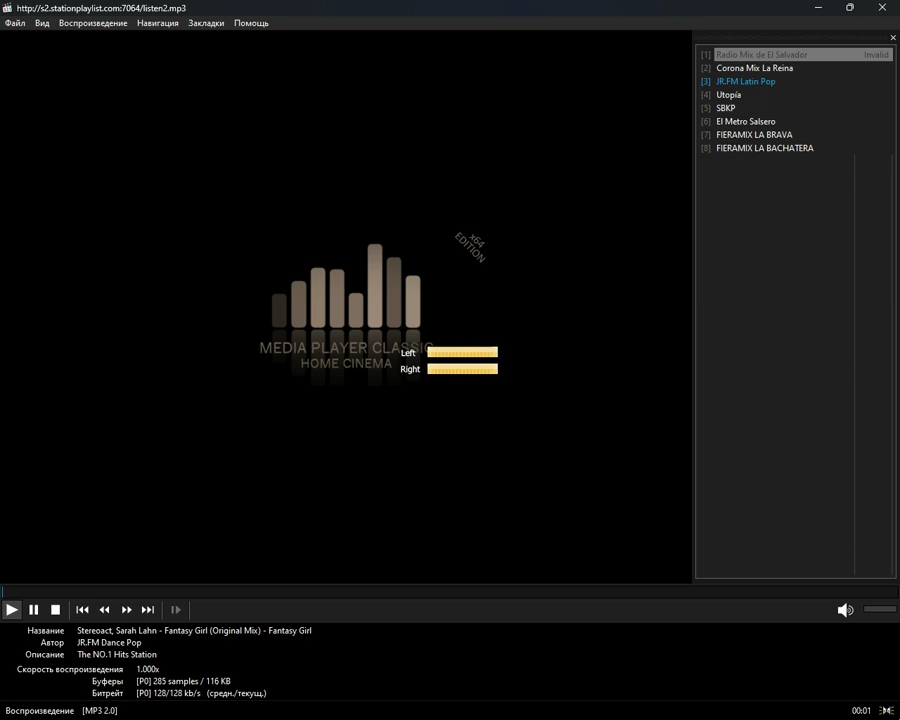 http://s2.stationplaylist.com:7064/listen2.mp3
Файл Вид Воспроизведение Навигация Закладки Помощь
[1] Radio Mix de El Salvador Invalid
[2] Corona Mix La Reina
[3] JR.FM Latin Pop
[4] Utopía
[5] SBKP
[6] El Metro Salsero
[7] FIERAMIX LA BRAVA
[8] FIERAMIX LA BACHATERA
x64
EDITION
MEDIA PLAYER CLASSIC
HOME CINEMA
Left
Right
Название Stereoact, Sarah Lahn - Fantasy Girl (Original Mix) - Fantasy Girl
Автор JR.FM Dance Pop
Описание The NO.1 Hits Station
Скорость воспроизведения 1.000x
Буферы [P0] 285 samples / 116 KB
Битрейт [P0] 128/128 kb/s (средн./текущ.)
Воспроизведение [MP3 2.0] 00:01